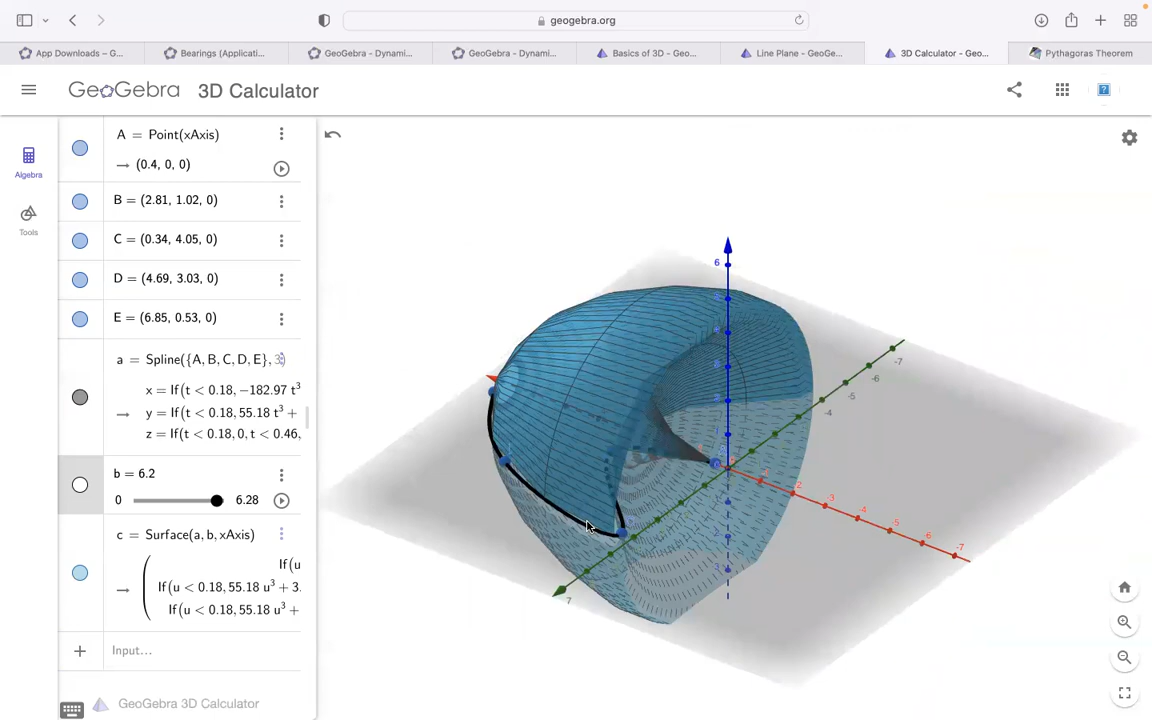 geogebra.org
App Downloads – G...
Bearings (Applicati...
GeoGebra - Dynami...
GeoGebra - Dynami...
Basics of 3D - Geo...
Line Plane - GeoGe...
3D Calculator - Geo...
Pythagoras Theorem
GeoGebra 3D Calculator
Algebra
Tools
A = Point(xAxis)
→ (0.4, 0, 0)
B = (2.81, 1.02, 0)
C = (0.34, 4.05, 0)
D = (4.69, 3.03, 0)
E = (6.85, 0.53, 0)
a = Spline({A, B, C, D, E}, 3
x = If(t < 0.18, −182.97 t³
→ y = If(t < 0.18, 55.18 t³ +
z = If(t < 0.18, 0, t < 0.46,
b = 6.2
0 6.28
c = Surface(a, b, xAxis)
If(u
→ If(u < 0.18, 55.18 u³ + 3.
If(u < 0.18, 55.18 u³ +
+ Input...
GeoGebra 3D Calculator
6
-7
-6
-5
-4
-2
-3
-4
-5
-6
-7
7